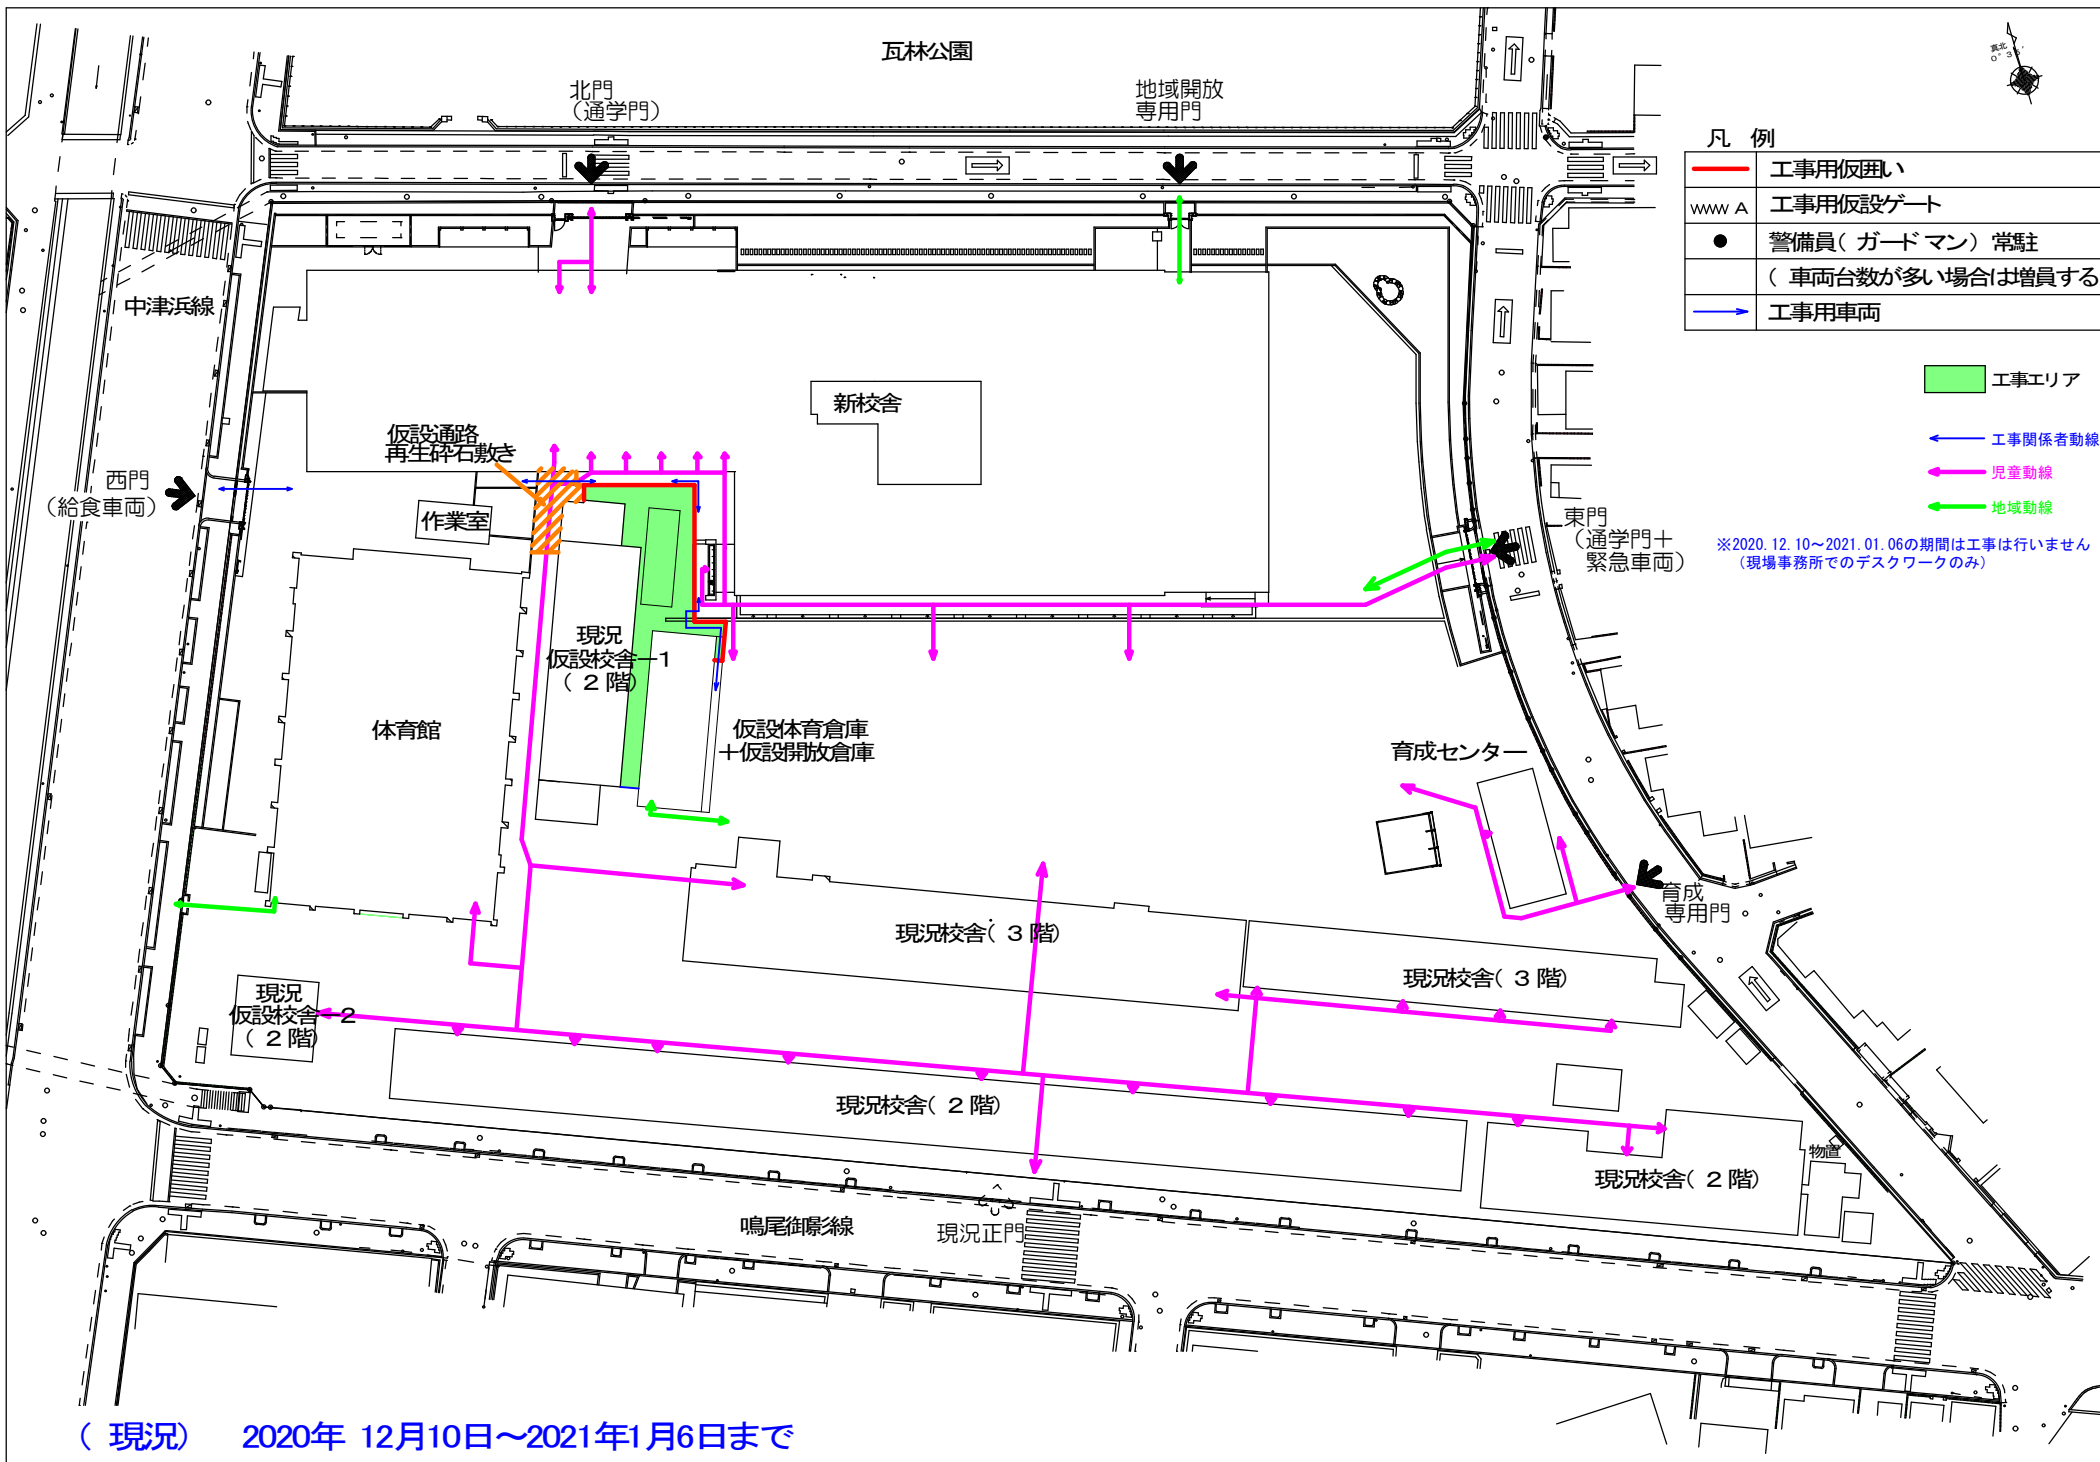 瓦林公園
真北
北門
（通学門）
地域開放
専用門
凡 例
工事用仮囲い
A 工事用仮設ゲート
警備員(ガードマン)常駐
(車両台数が多い場合は増員する
工事用車両
工事エリア
工事関係者動線
児童動線
地域動線
※2020.12.10～2021.01.06の期間は工事は行いません
（現場事務所でのデスクワークのみ）
中津浜線
新校舎
仮設通路
再生砕石敷き
西門
（給食車両）
作業室
東門
（通学門＋
緊急車両）
現況
仮設校舎ー1
(2階)
体育館
仮設体育倉庫
＋仮設開放倉庫
育成センター
育成
専用門
現況校舎(3階)
現況校舎(3階)
現況
仮設校舎ー2
(2階)
現況校舎(2階)
物置
現況校舎(2階)
鳴尾御影線
現況正門
(現況) 2020年 12月10日～2021年1月6日まで